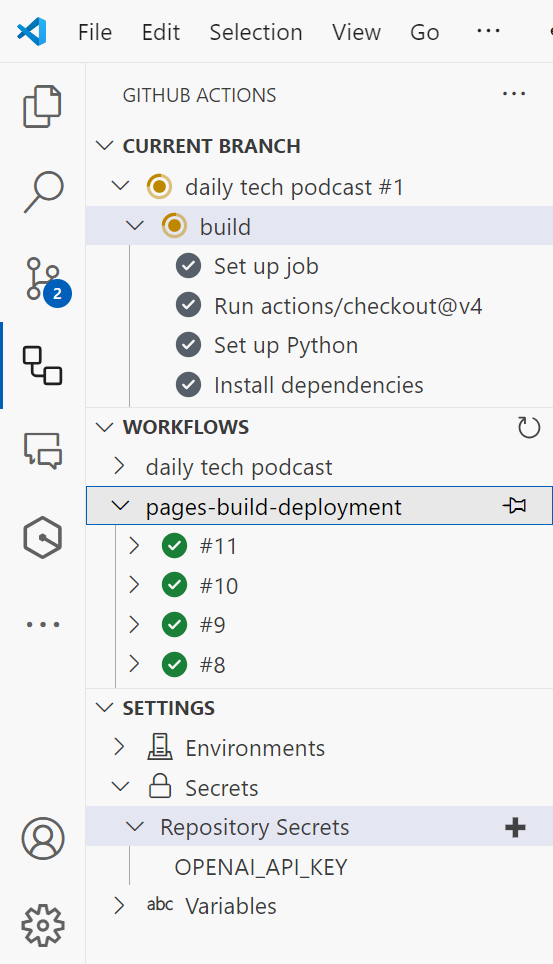 File Edit Selection View Go ···
GITHUB ACTIONS ···
CURRENT BRANCH
daily tech podcast #1
build
Set up job
Run actions/checkout@v4
2
Set up Python
Install dependencies
WORKFLOWS
daily tech podcast
pages-build-deployment
#11
#10
#9
#8
SETTINGS
Environments
Secrets
Repository Secrets
OPENAI_API_KEY
abc Variables